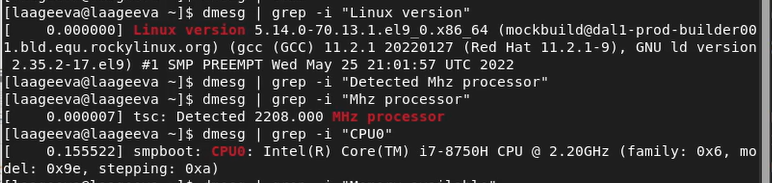 [laageeva@laageeva ~]$ dmesg | grep -i "Linux version"
[    0.000000] Linux version 5.14.0-70.13.1.el9_0.x86_64 (mockbuild@dal1-prod-builder00
1.bld.equ.rockylinux.org) (gcc (GCC) 11.2.1 20220127 (Red Hat 11.2.1-9), GNU ld version
 2.35.2-17.el9) #1 SMP PREEMPT Wed May 25 21:01:57 UTC 2022
[laageeva@laageeva ~]$ dmesg | grep -i "Detected Mhz processor"
[laageeva@laageeva ~]$ dmesg | grep -i "Mhz processor"
[    0.000007] tsc: Detected 2208.000 MHz processor
[laageeva@laageeva ~]$ dmesg | grep -i "CPU0"
[    0.155522] smpboot: CPU0: Intel(R) Core(TM) i7-8750H CPU @ 2.20GHz (family: 0x6, mo
del: 0x9e, stepping: 0xa)